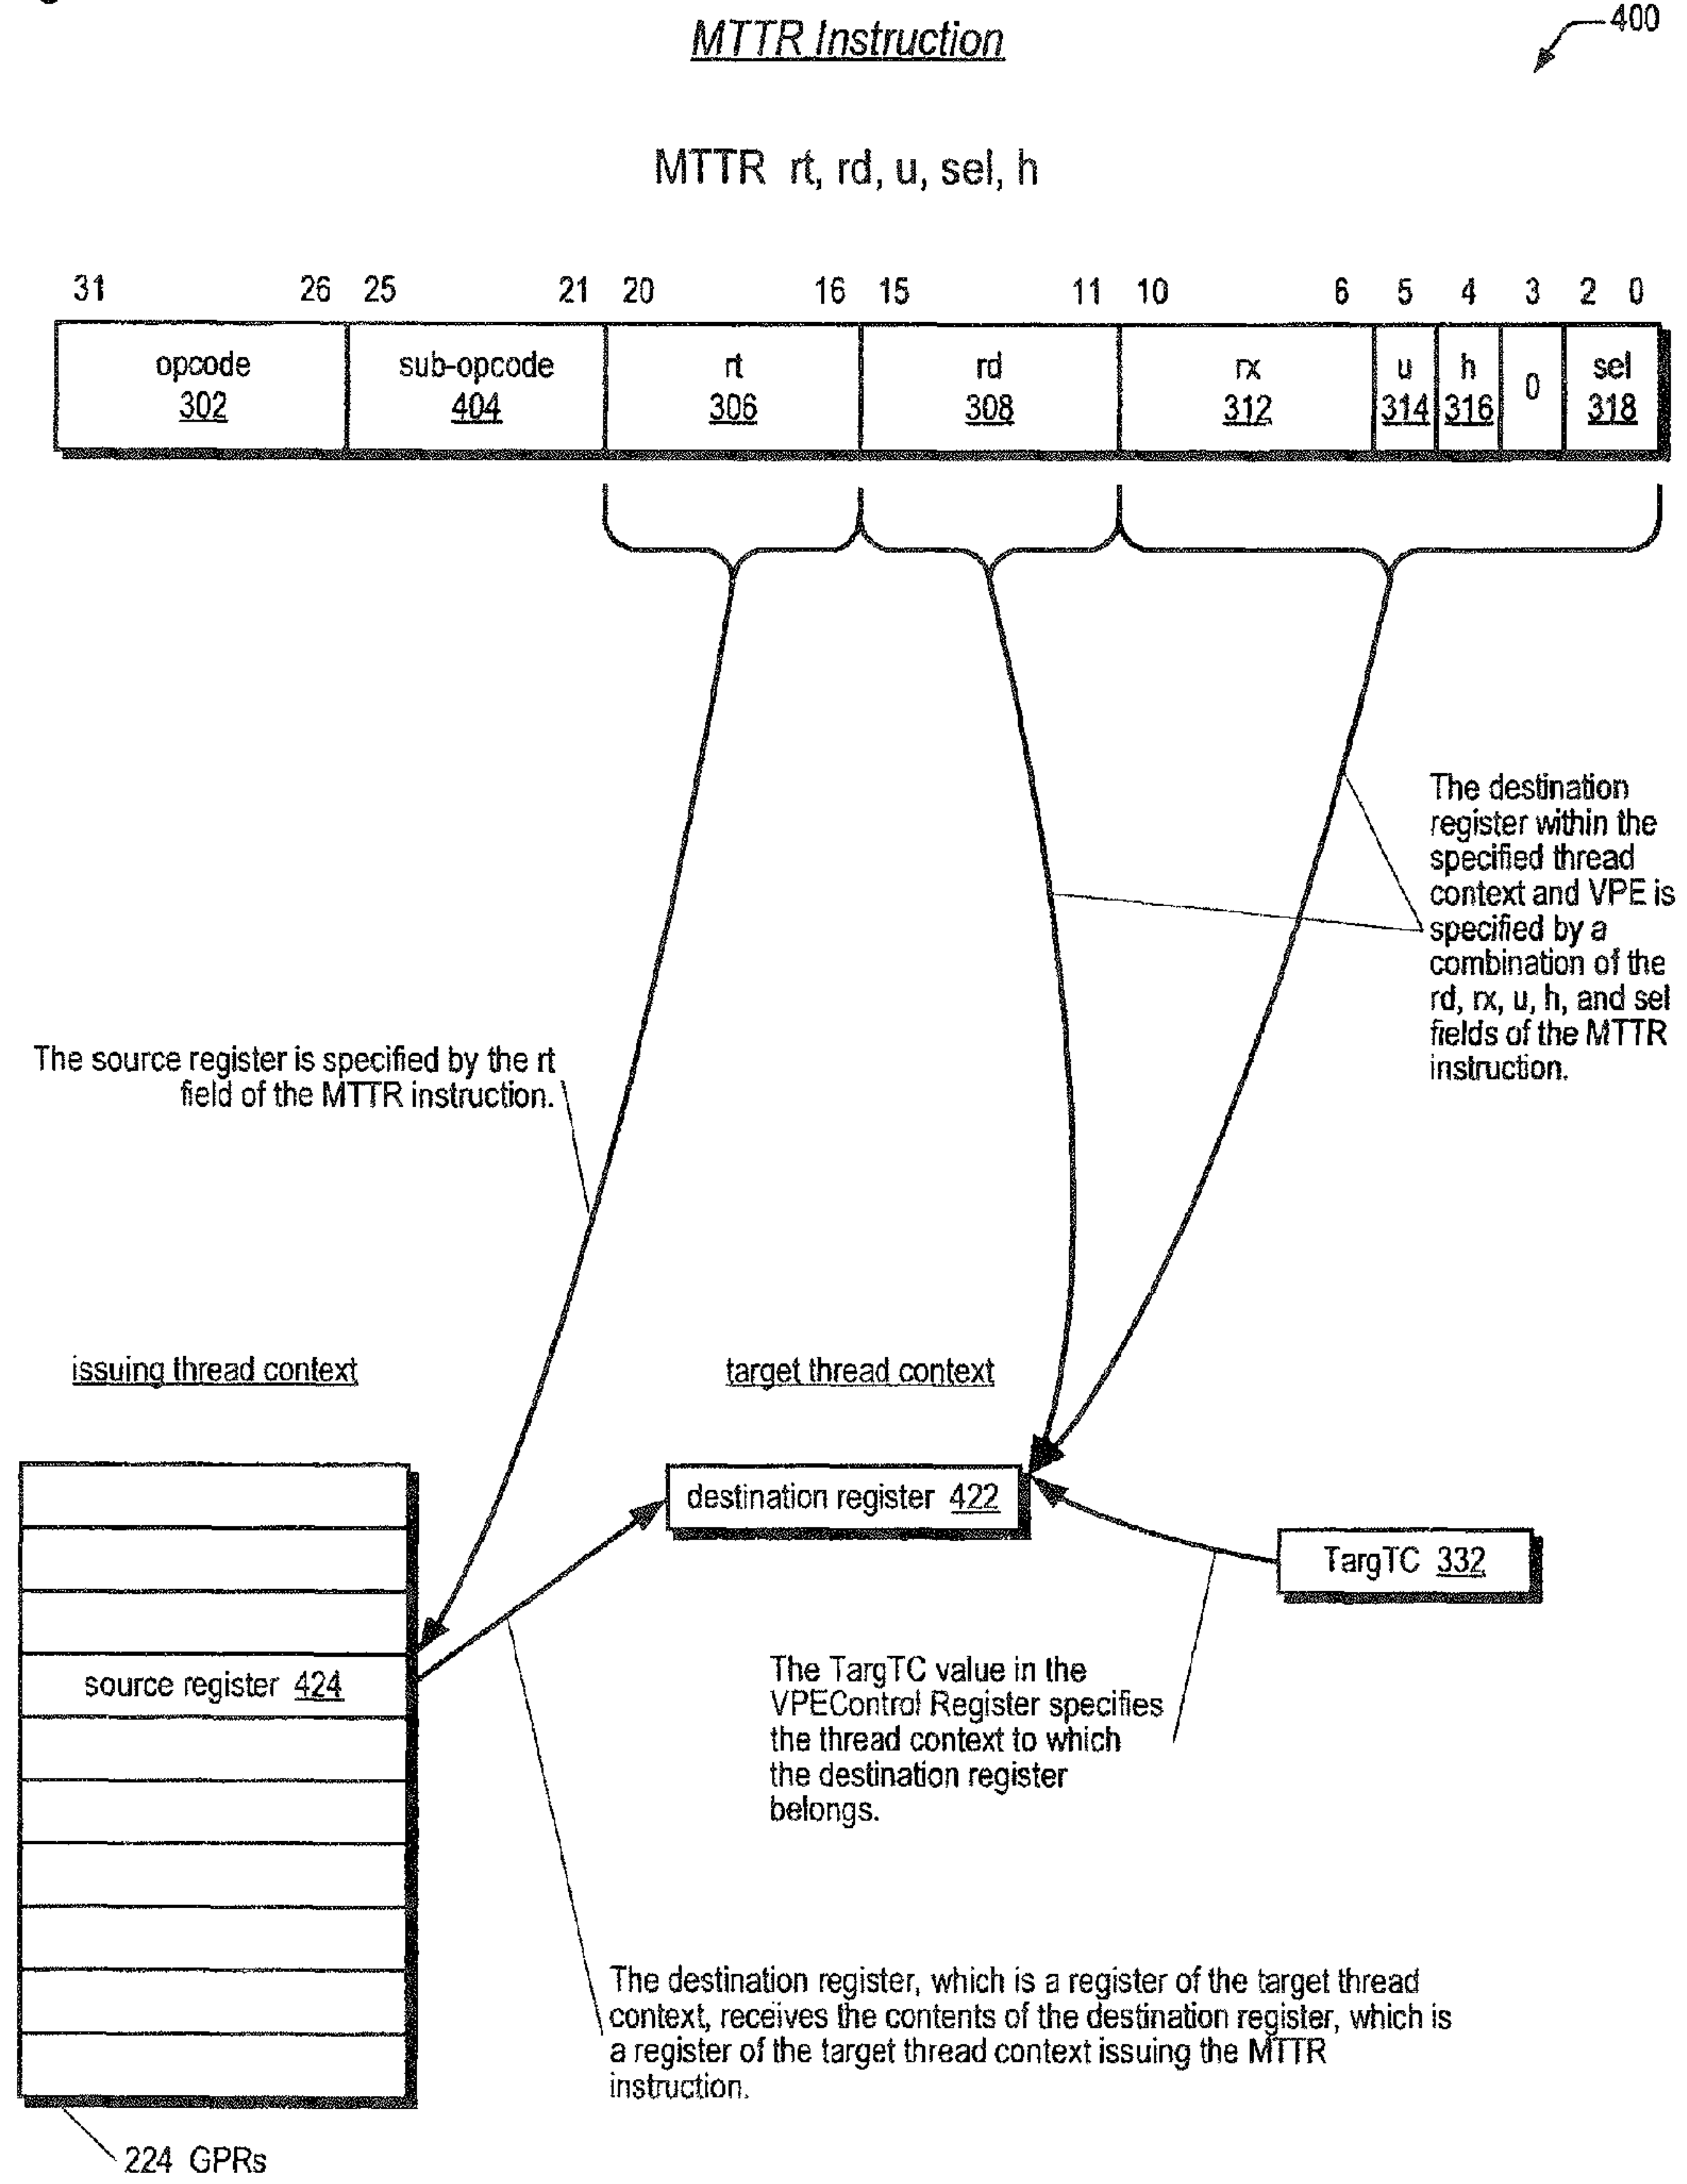 MTTR Instruction
400
MTTR rt, rd, u, sel, h
31 26 25 21 20 16 15 11 10 6 5 4 3 2 0
opcode sub-opcode rt rd rx u h 0 sel
302 404 306 308 312 314 316 318
The destination
register within the
specified thread
context and VPE is
specified by a
combination of the
rd, rx, u, h, and sel
fields of the MTTR
instruction.
The source register is specified by the rt
field of the MTTR instruction.
issuing thread context
target thread context
destination register 422
TargTC 332
source register 424
The TargTC value in the
VPEControl Register specifies
the thread context to which
the destination register
belongs.
The destination register, which is a register of the target thread
context, receives the contents of the destination register, which is
a register of the target thread context issuing the MTTR
instruction.
224 GPRs